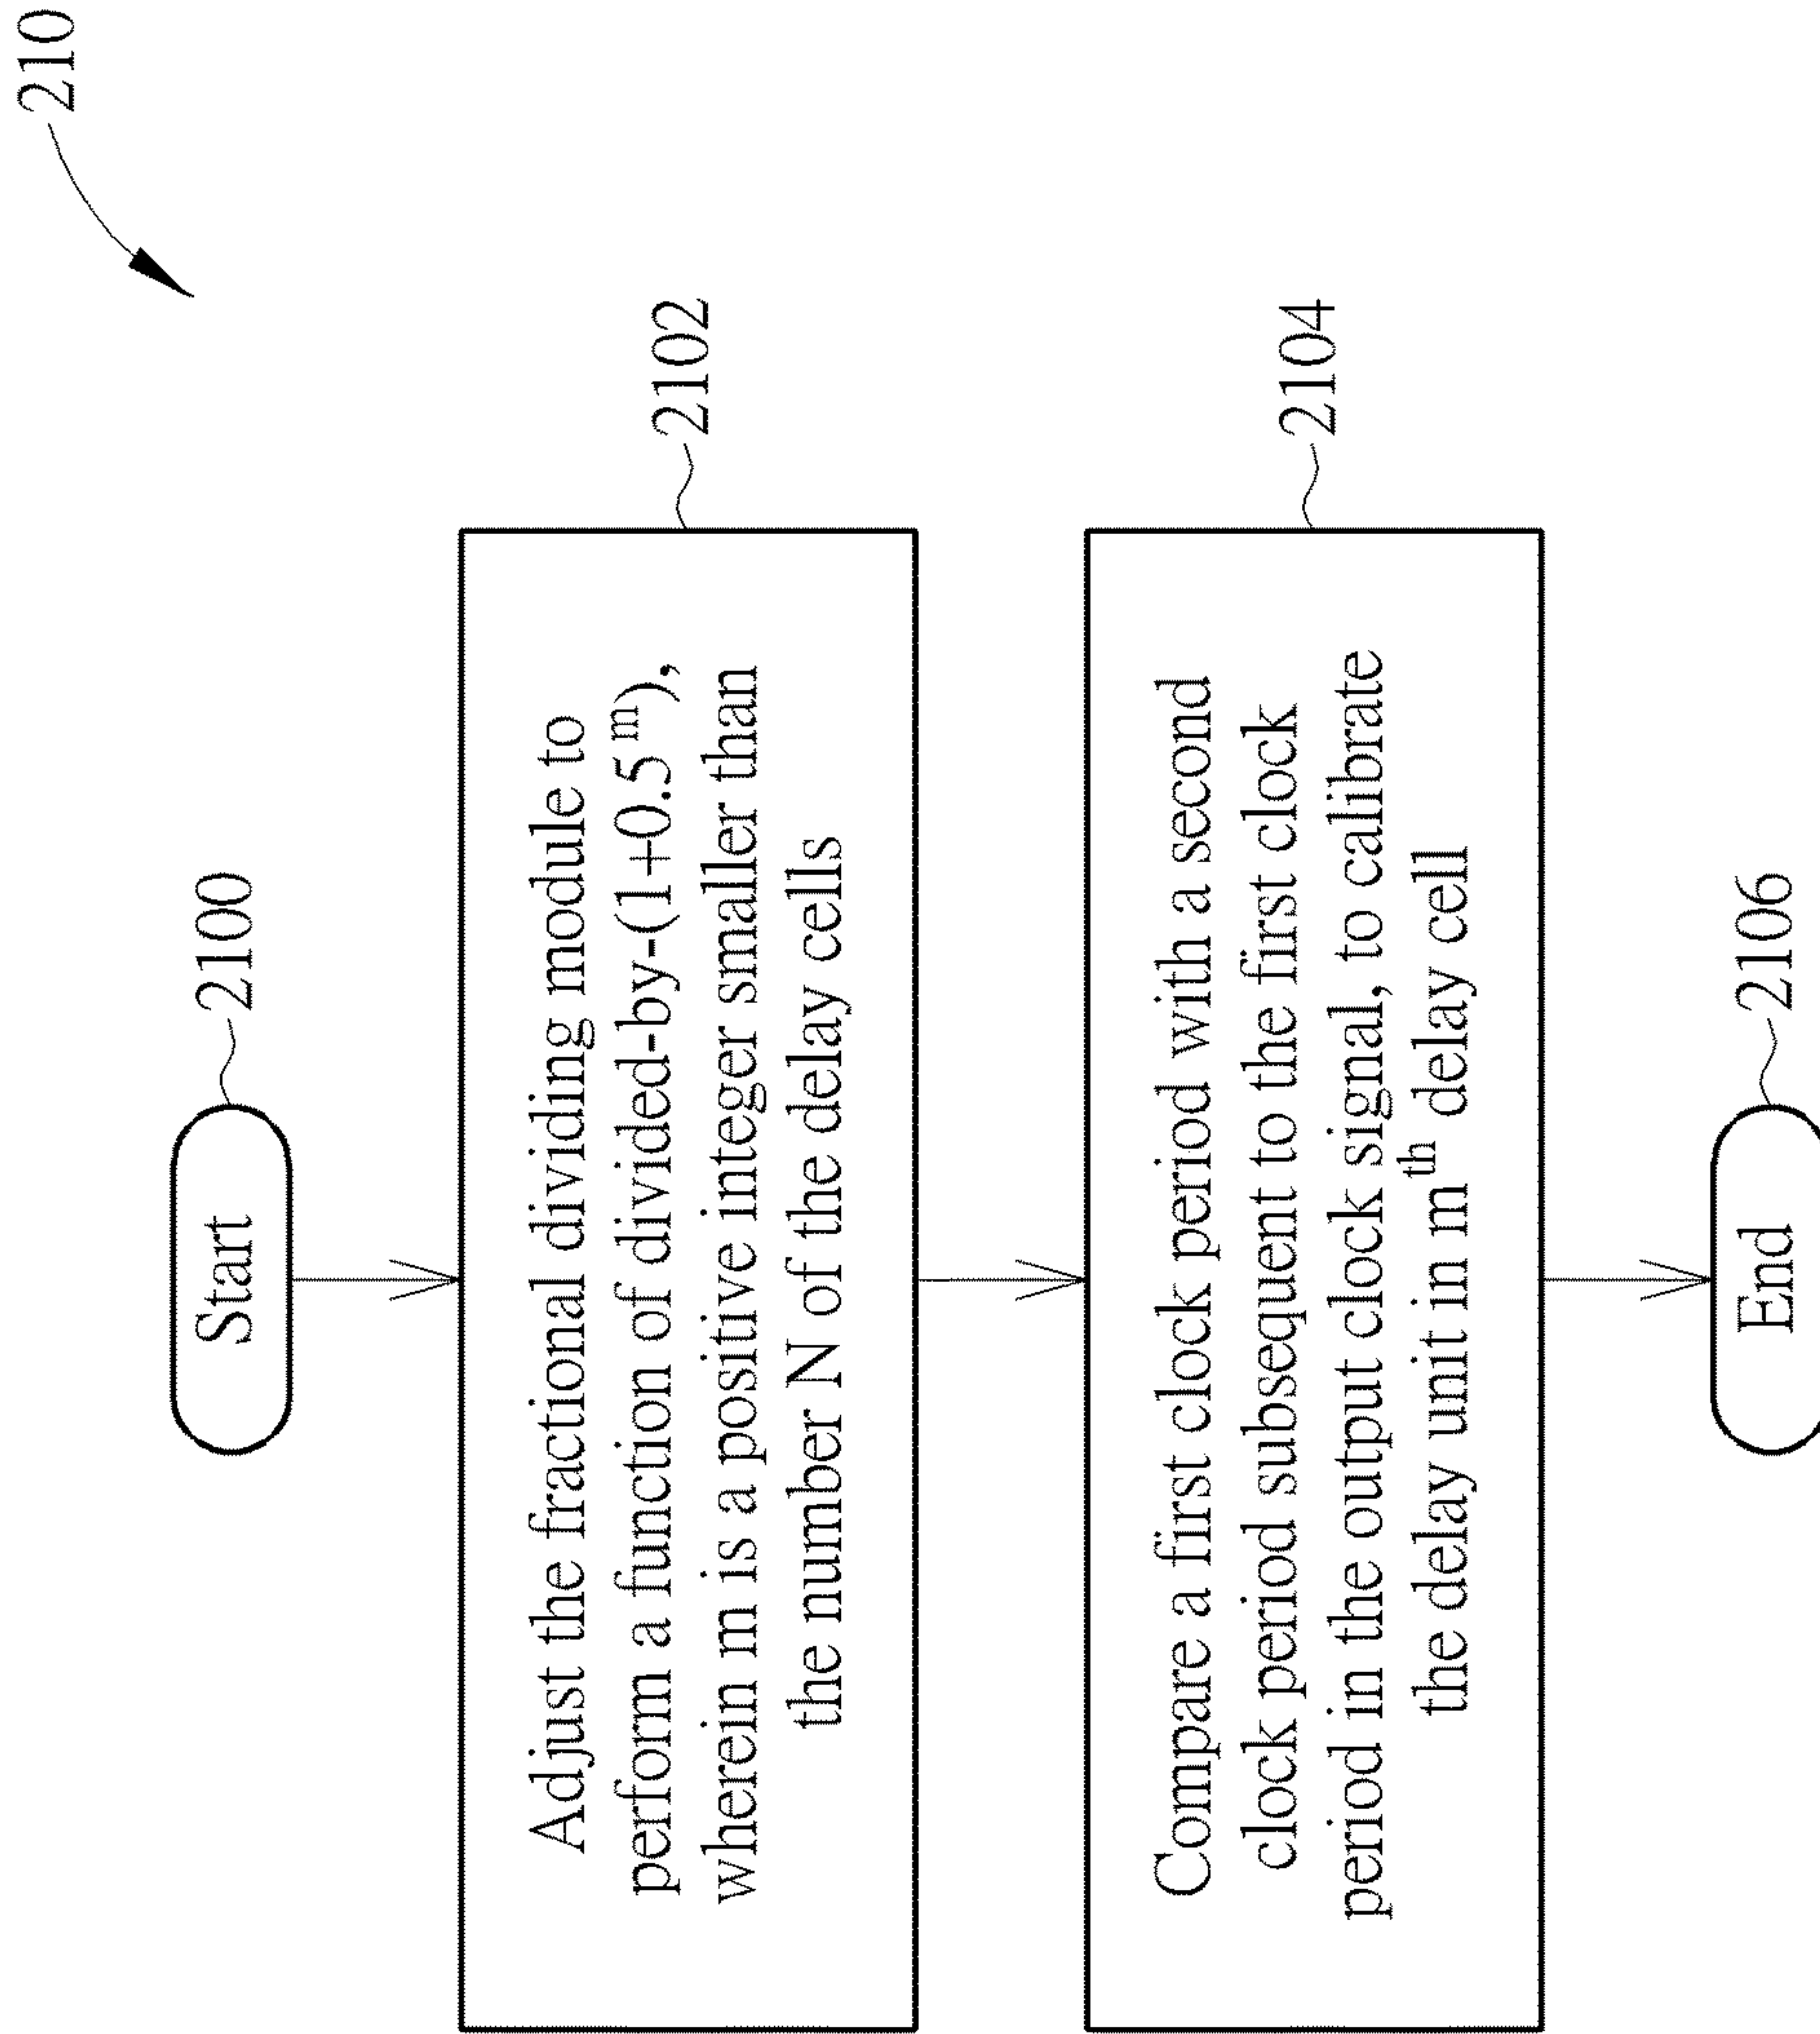 210
Start
2100
Adjust the fractional dividing module to
perform a function of divided-by-(1+0.5 m),
wherein m is a positive integer smaller than
the number N of the delay cells
2102
Compare a first clock period with a second
clock period subsequent to the first clock
period in the output clock signal, to calibrate
the delay unit in mth delay cell
2104
End
2106